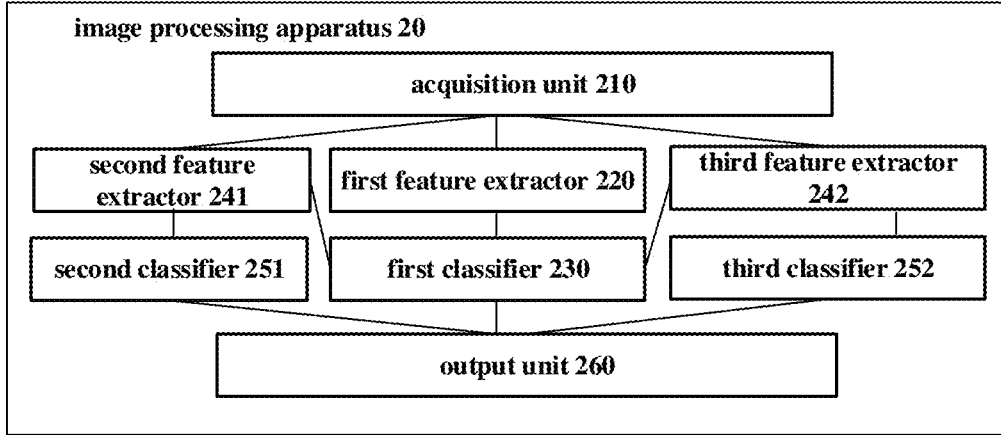 image processing apparatus 20
acquisition unit 210
second feature
extractor 241
first feature extractor 220
third feature extractor
242
second classifier 251
first classifier 230
third classifier 252
output unit 260